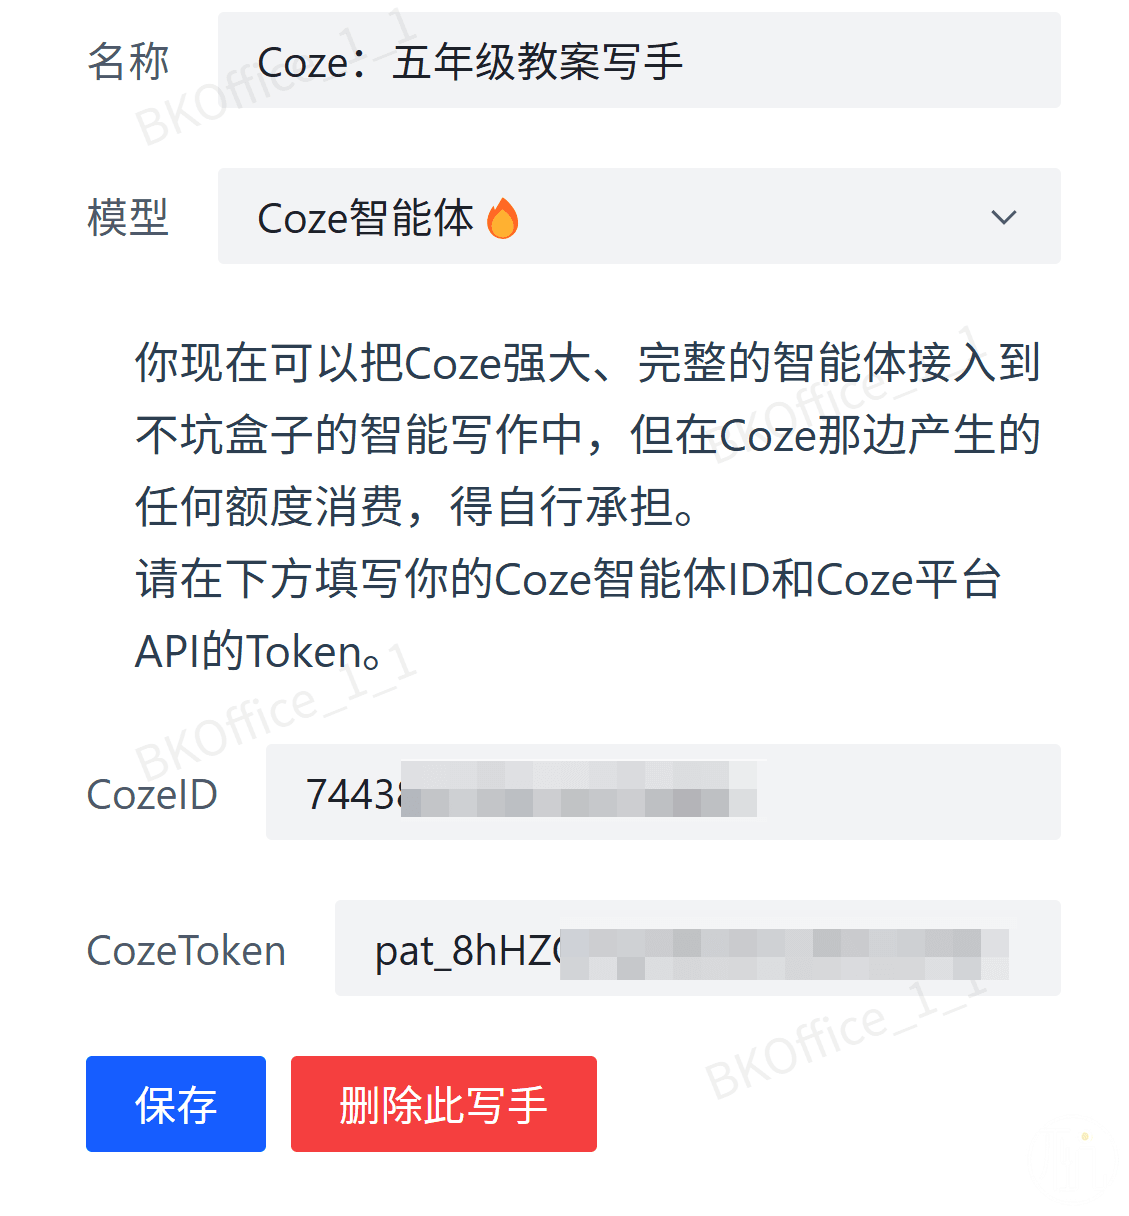 名称
Coze：五年级教案写手
BKOffice_1_1
模型
Coze智能体
你现在可以把Coze强大、完整的智能体接入到
不坑盒子的智能写作中，但在Coze那边产生的
任何额度消费，得自行承担。
请在下方填写你的Coze智能体ID和Coze平台
API的Token。
BKOffice_1_1
BKOffice_1_1
CozeID
7443
CozeToken
pat_8hHZ
BKOffice_1_1
保存
删除此写手